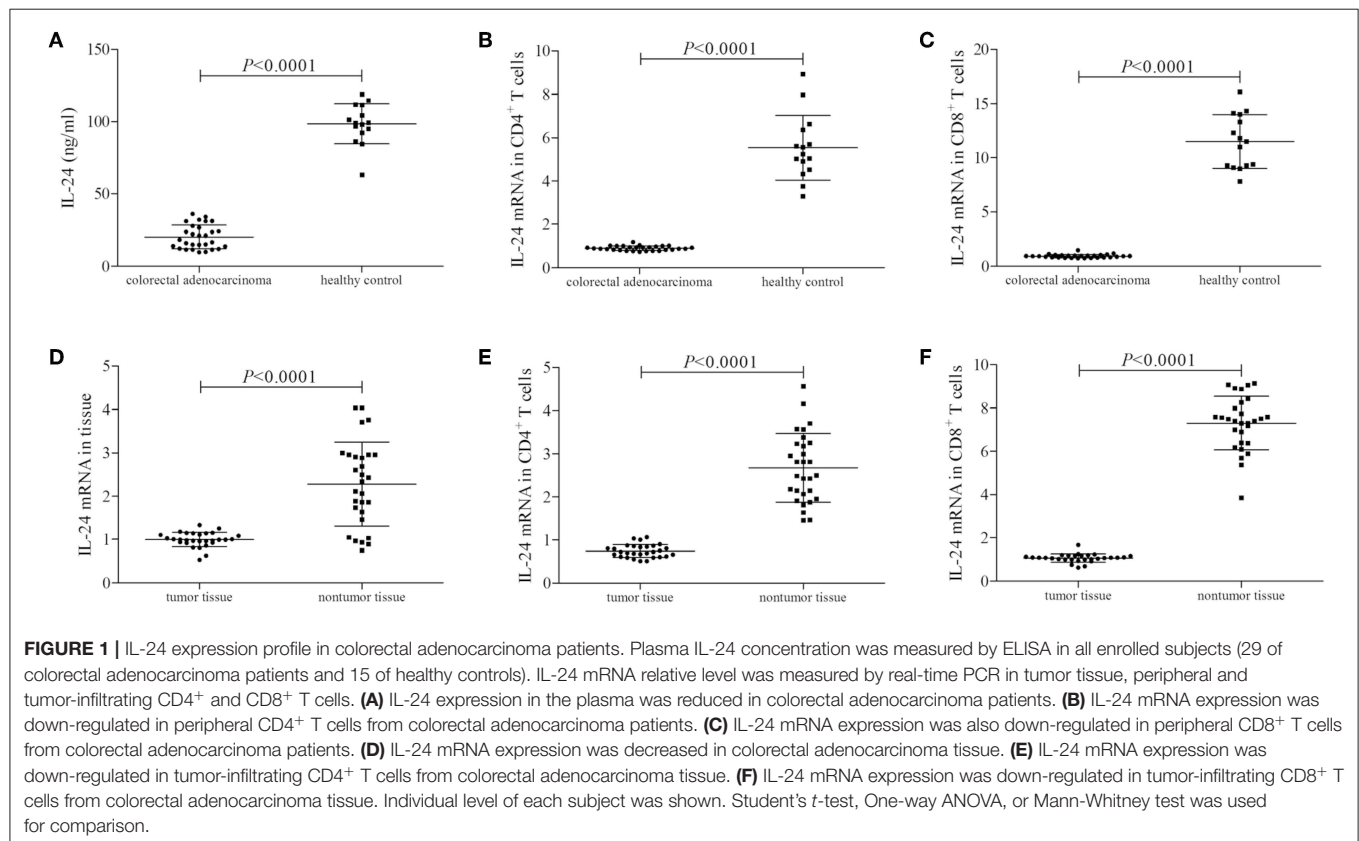 A
150
100
50
0
IL-24 (ng/ml)
P<0.0001
colorectal adenocarcinoma
healthy control
B
10
8
6
4
2
0
IL-24 mRNA in CD4+ T cells
P<0.0001
colorectal adenocarcinoma
healthy control
C
20
15
10
5
0
IL-24 mRNA in CD8+ T cells
P<0.0001
colorectal adenocarcinoma
healthy control
D
5
4
3
2
1
0
IL-24 mRNA in tissue
P<0.0001
tumor tissue
nontumor tissue
E
5
4
3
2
1
0
IL-24 mRNA in CD4+ T cells
P<0.0001
tumor tissue
nontumor tissue
F
10
8
6
4
2
0
IL-24 mRNA in CD8+ T cells
P<0.0001
tumor tissue
nontumor tissue
FIGURE 1 | IL-24 expression profile in colorectal adenocarcinoma patients. Plasma IL-24 concentration was measured by ELISA in all enrolled subjects (29 of
colorectal adenocarcinoma patients and 15 of healthy controls). IL-24 mRNA relative level was measured by real-time PCR in tumor tissue, peripheral and
tumor-infiltrating CD4+ and CD8+ T cells. (A) IL-24 expression in the plasma was reduced in colorectal adenocarcinoma patients. (B) IL-24 mRNA expression was
down-regulated in peripheral CD4+ T cells from colorectal adenocarcinoma patients. (C) IL-24 mRNA expression was also down-regulated in peripheral CD8+ T cells
from colorectal adenocarcinoma patients. (D) IL-24 mRNA expression was decreased in colorectal adenocarcinoma tissue. (E) IL-24 mRNA expression was
down-regulated in tumor-infiltrating CD4+ T cells from colorectal adenocarcinoma tissue. (F) IL-24 mRNA expression was down-regulated in tumor-infiltrating CD8+ T
cells from colorectal adenocarcinoma tissue. Individual level of each subject was shown. Student's t-test, One-way ANOVA, or Mann-Whitney test was used
for comparison.